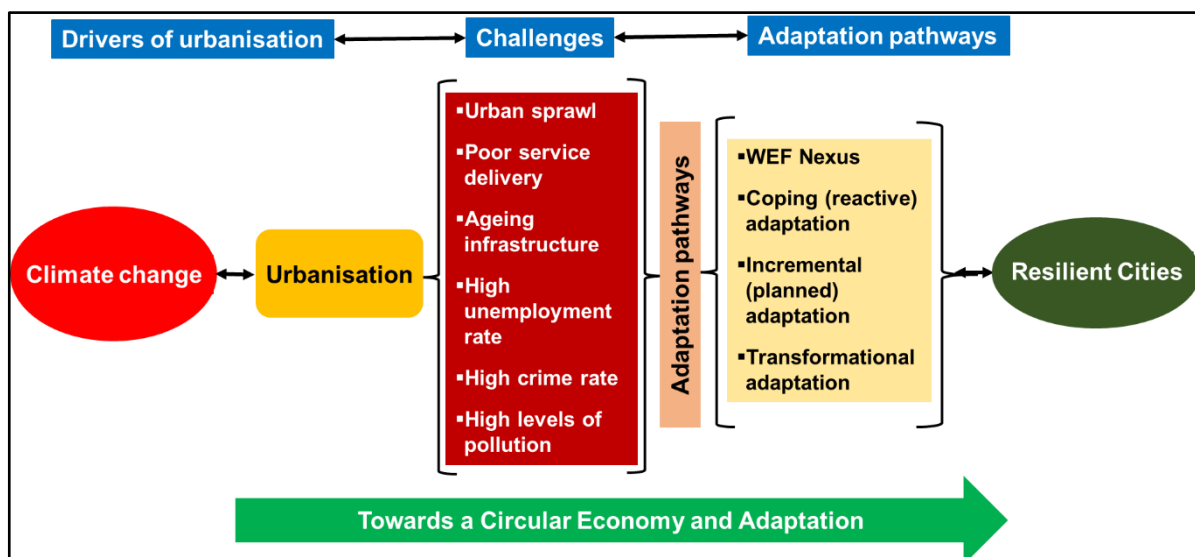 Drivers of urbanisation
Challenges
Adaptation pathways
Climate change
Urbanisation
▪Urban sprawl
▪Poor service
delivery
▪Ageing
infrastructure
▪High
unemployment
rate
▪High crime rate
▪High levels of
pollution
Adaptation pathways
▪WEF Nexus
▪Coping (reactive)
adaptation
▪Incremental
(planned)
adaptation
▪Transformational
adaptation
Resilient Cities
Towards a Circular Economy and Adaptation